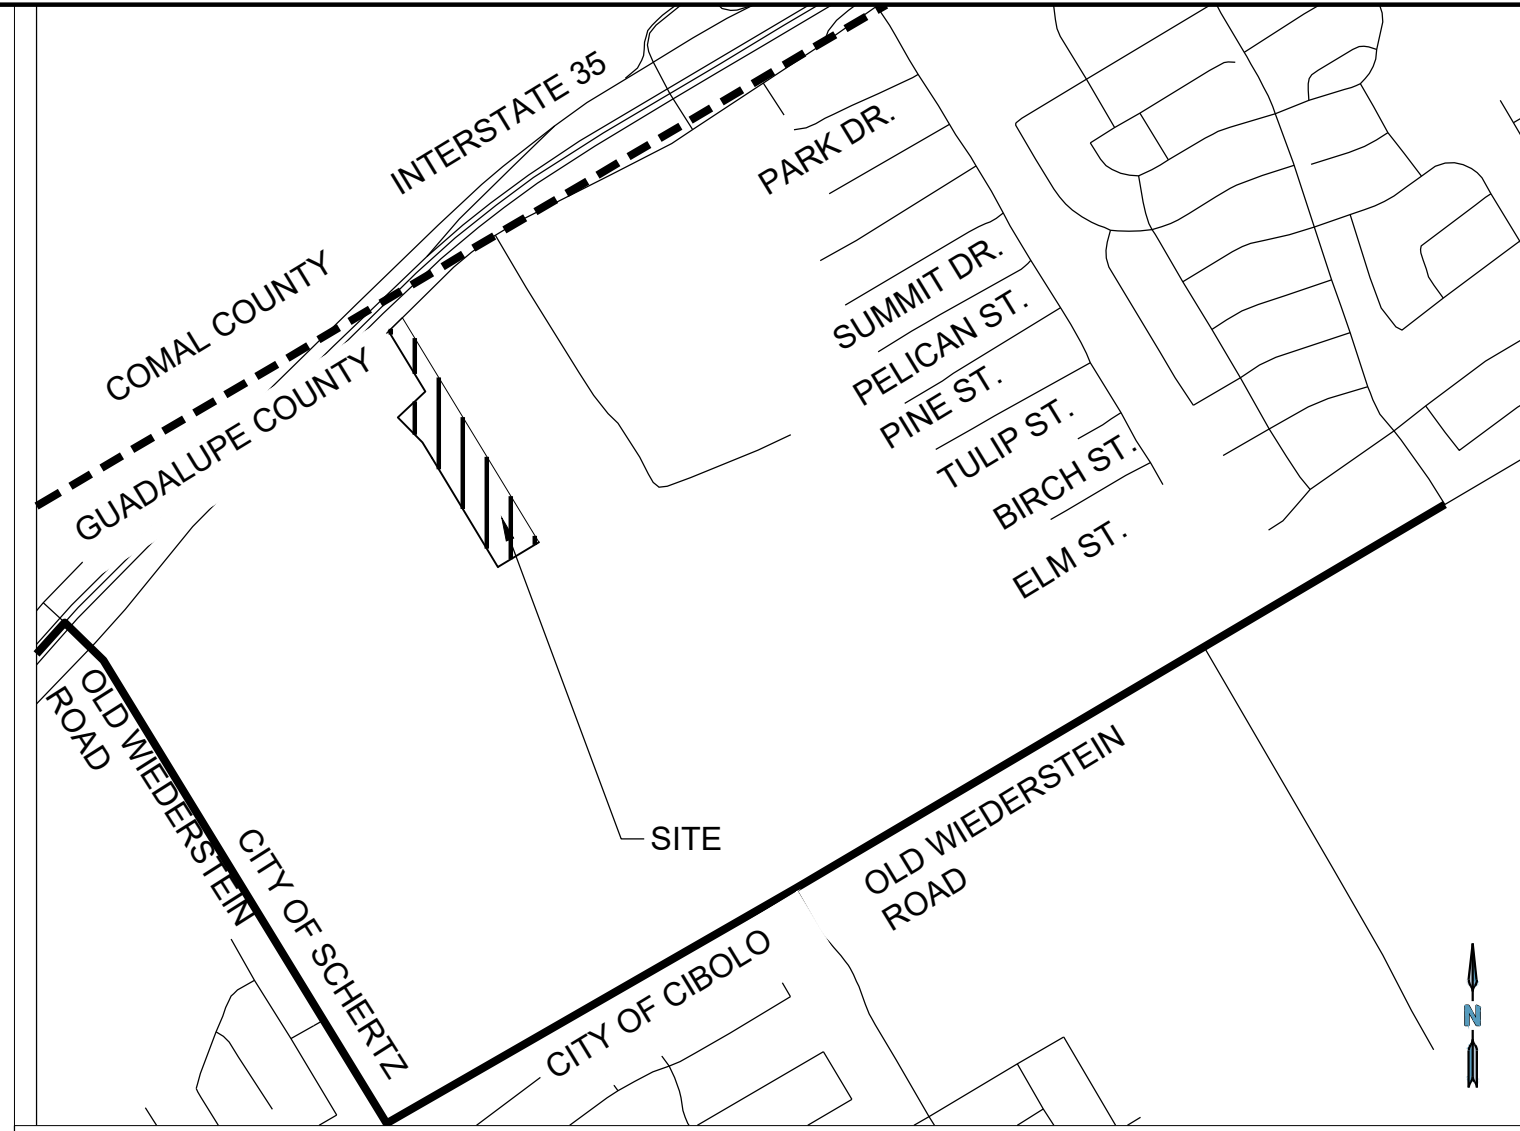 INTERSTATE 35
PARK DR.
COMAL COUNTY
SUMMIT DR.
GUADALUPE COUNTY
PELICAN ST.
PINE ST.
TULIP ST.
BIRCH ST.
ELM ST.
OLD WIEDERSTEIN
ROAD
SITE
CITY OF SCHERTZ
OLD WIEDERSTEIN
ROAD
CITY OF CIBOLO
N